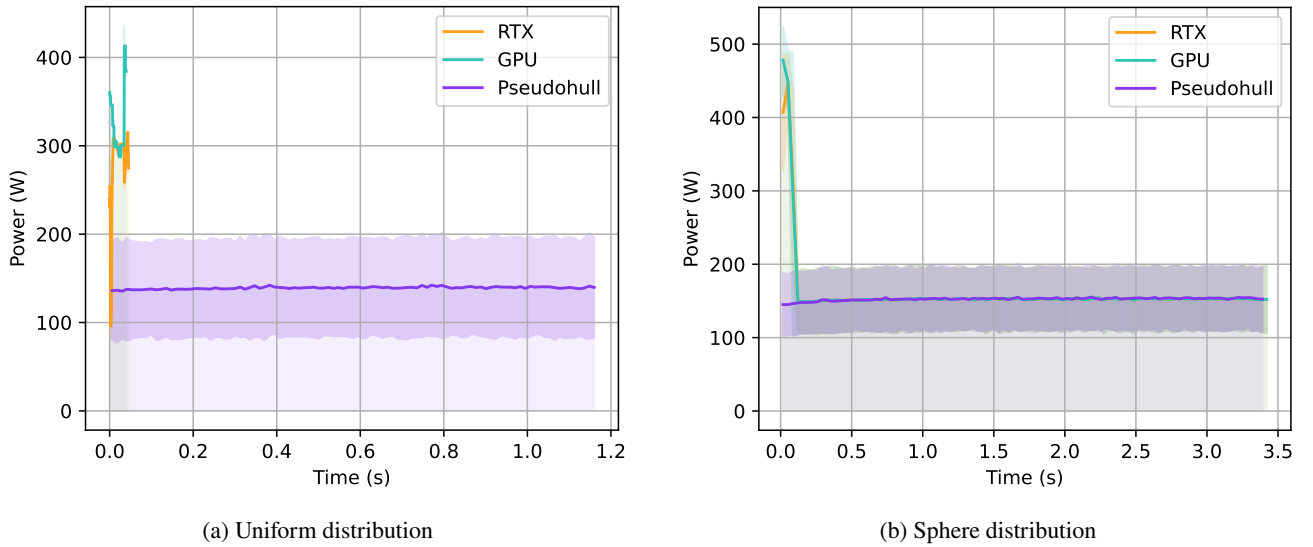 RTX
GPU
Pseudohull
400
300
200
100
0
Power (W)
0.0 0.2 0.4 0.6 0.8 1.0 1.2
Time (s)
(a) Uniform distribution
RTX
GPU
Pseudohull
500
400
300
200
100
0
Power (W)
0.0 0.5 1.0 1.5 2.0 2.5 3.0 3.5
Time (s)
(b) Sphere distribution